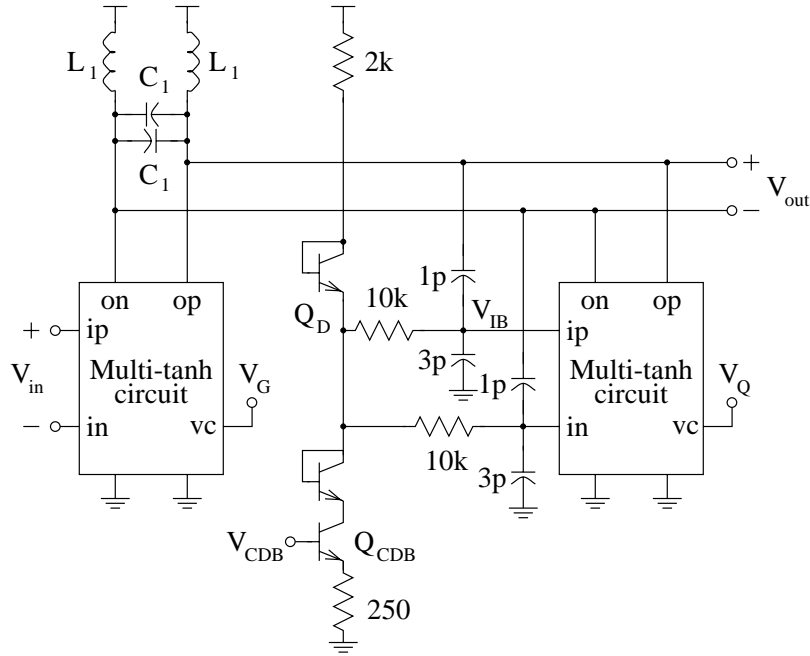 L1 C1 L1
C1
2k
+
Vout
−
1p
on op
10k
QD
VIB
on op
+
ip
3p
ip
Vin
Multi-tanh
circuit
VG
1p
Multi-tanh
circuit
VQ
−
in
vc
10k
3p
in
vc
VCDB
QCDB
250